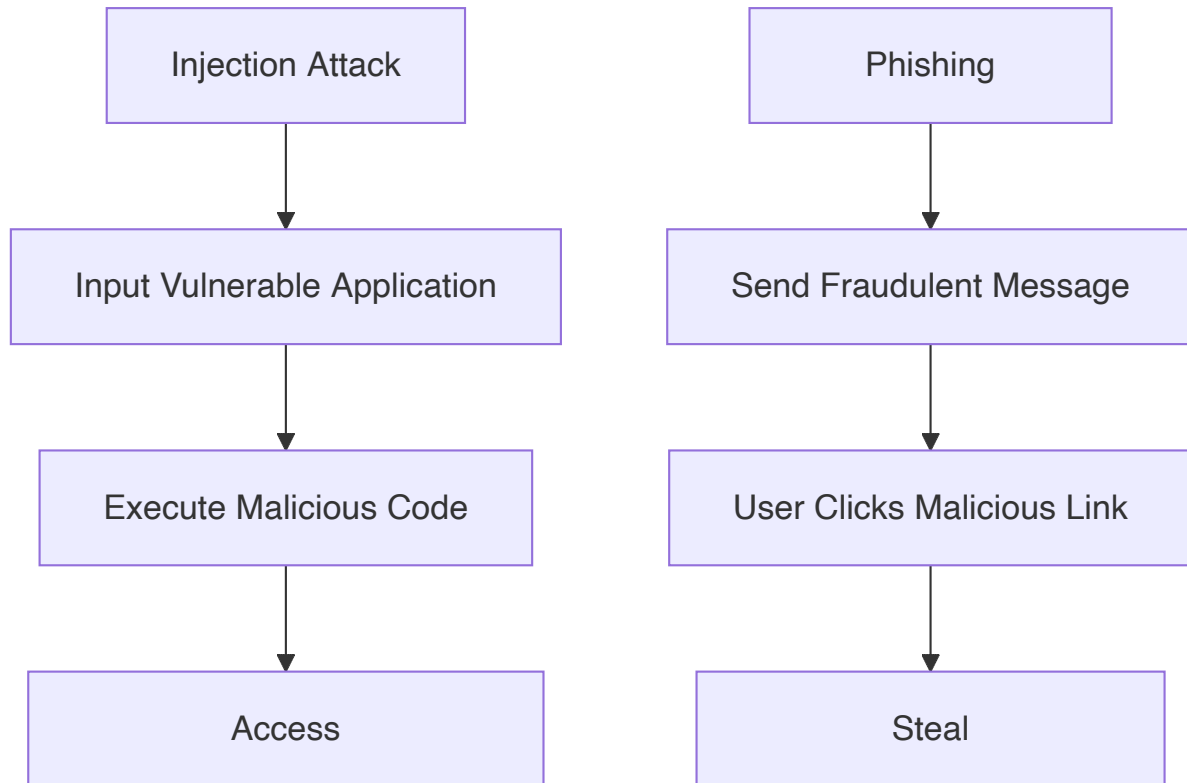 Injection Attack
Phishing
Input Vulnerable Application
Send Fraudulent Message
Execute Malicious Code
User Clicks Malicious Link
Access
Steal